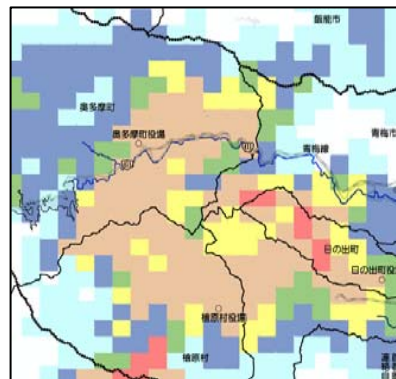 飯能市
奥多摩町
奥多摩町役場
青梅線
青梅市
日の出町
日の出町役
檜原村役場
檜原村